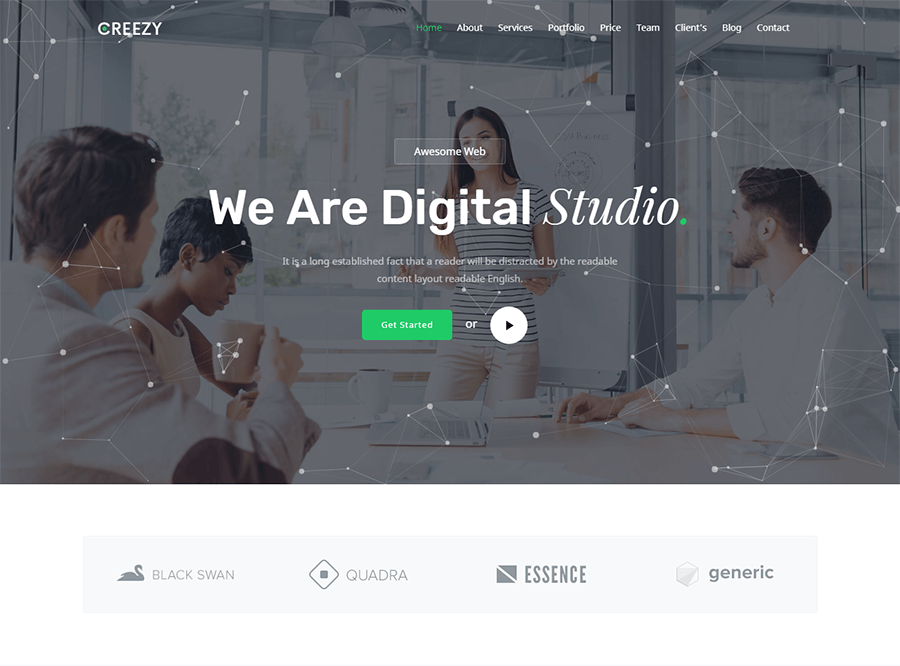 CREEZY
Home About Services Portfolio Price Team Client's Blog Contact
Awesome Web
We Are Digital Studio.
It is a long established fact that a reader will be distracted by the readable
content layout readable English.
Get Started or
BLACK SWAN QUADRA ESSENCE generic